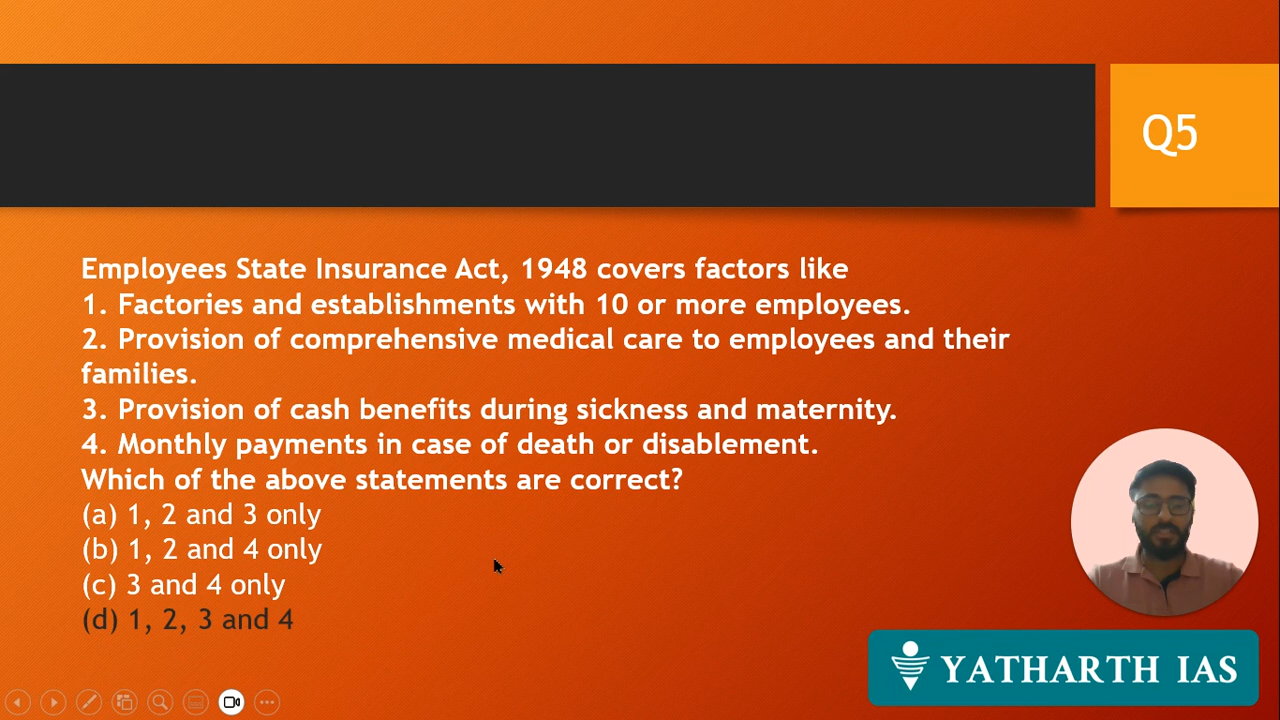 Q5
Employees State Insurance Act, 1948 covers factors like
1. Factories and establishments with 10 or more employees.
2. Provision of comprehensive medical care to employees and their
families.
3. Provision of cash benefits during sickness and maternity.
4. Monthly payments in case of death or disablement.
Which of the above statements are correct?
(a) 1, 2 and 3 only
(b) 1, 2 and 4 only
(c) 3 and 4 only
(d) 1, 2, 3 and 4
YATHARTH IAS